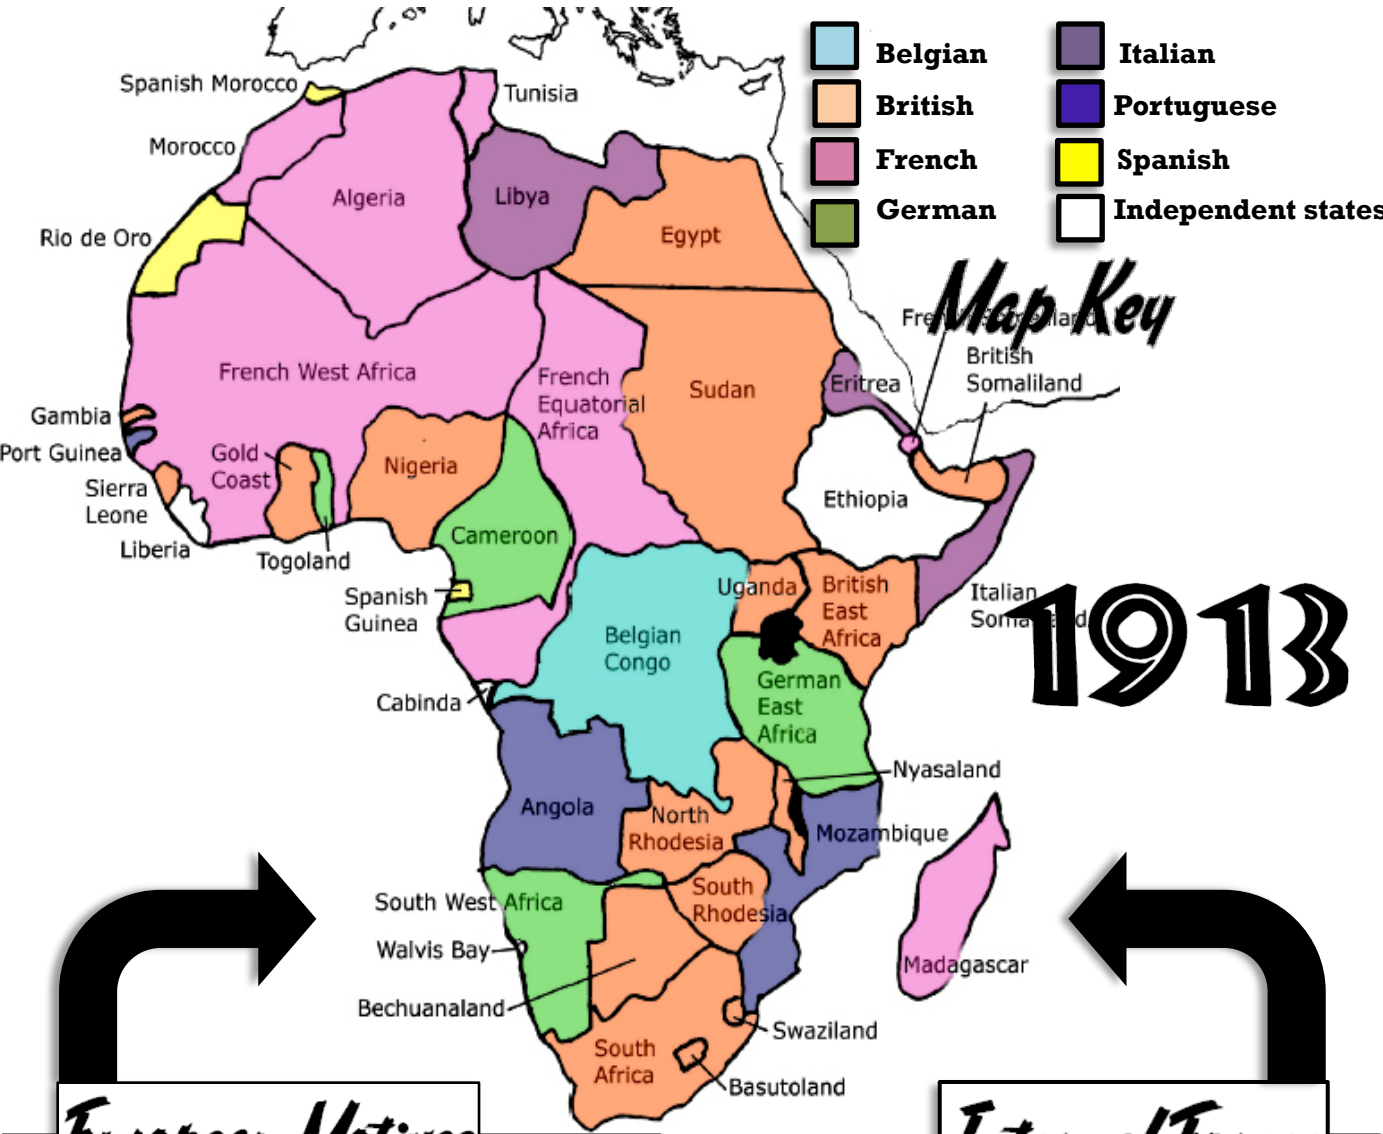 Belgian
British
French
German
Italian
Portuguese
Spanish
Independent states
Map Key
Spanish Morocco
Tunisia
Morocco
Algeria
Libya
Egypt
Rio de Oro
French West Africa
French
Equatorial
Africa
Sudan
Eritrea
British
Somaliland
Gambia
Port Guinea
Gold
Coast
Nigeria
Sierra
Leone
Liberia
Togoland
Cameroon
Ethiopia
Spanish
Guinea
Uganda
British
East
Africa
Italian
1913
Belgian
Congo
Cabinda
German
East
Africa
Nyasaland
Angola
North
Rhodesia
Mozambique
South West Africa
South
Rhodesia
Walvis Bay
Madagascar
Bechuanaland
Swaziland
South
Africa
Basutoland
European Motives